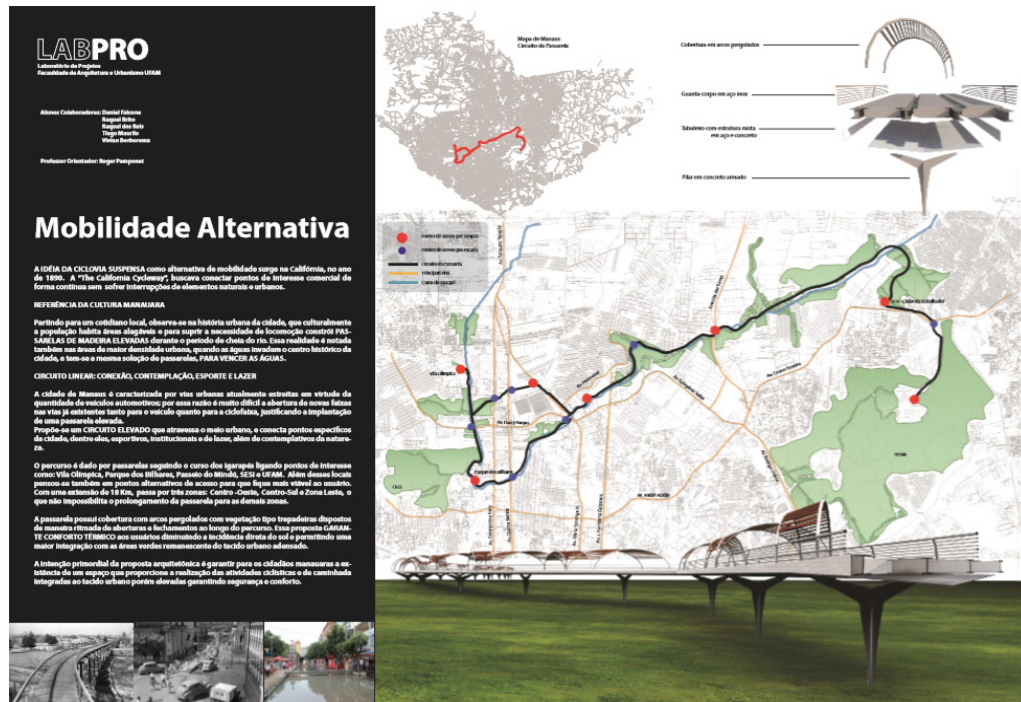 LABPRO
Laboratório de Projetos
Faculdade de Arquitetura e Urbanismo UFAM
Alunos Colaboradores: Daniel Falcone
Raquel Brito
Raquel dos Reis
Tiago Maurilo
Vivian Berborema
Professor Orientador: Roger Pamponet
Mobilidade Alternativa
A IDÉIA DA CICLOVIA SUSPENSA como alternativa de mobilidade surge na Califórnia, no ano
de 1890. A "The California Cycleway", buscava conectar pontos de interesse comercial de
forma contínua sem sofrer interrupções de elementos naturais e urbanos.
REFERÊNCIA DA CULTURA MANAUARA
Partindo para um cotidiano local, observa-se na história urbana da cidade, que culturalmente
a população habita áreas alagáveis e para suprir a necessidade de locomoção constrói PAS-
SARELAS DE MADEIRA ELEVADAS durante o período de cheia do rio. Essa realidade é notada
também nas áreas de maior densidade urbana, quando as águas invadem o centro histórico da
cidade, e tem-se a mesma solução de passarelas, PARA VENCER AS ÁGUAS.
CIRCUITO LINEAR: CONEXÃO, CONTEMPLAÇÃO, ESPORTE E LAZER
A cidade de Manaus é caracterizada por vias urbanas atualmente estreitas em virtude da
quantidade de veículos automotivos; por essa razão é muito difícil a abertura de novas faixas
nas vias já existentes tanto para o veículo quanto para a ciclofaixa, justificando a implantação
de uma passarela elevada.
Propõe-se um CIRCUITO ELEVADO que atravessa o meio urbano, e conecta pontos específicos
da cidade, dentre eles, esportivos, institucionais e de lazer, além de contemplativos da nature-
za.
O percurso é dado por passarelas seguindo o curso dos igarapés ligando pontos de interesse
como: Vila Olímpica, Parque dos Bilhares, Passeio do Mindú, SESI e UFAM. Além desses locais
pensou-se também em pontos alternativos de acesso para que fique mais viável ao usuário.
Com uma extensão de 18 Km, passa por três zonas: Centro -Oeste, Centro-Sul e Zona Leste, o
que não impossibilita o prolongamento da passarela para as demais zonas.
A passarela possui cobertura com arcos pergolados com vegetação tipo trepadeiras dispostos
de maneira ritmada de aberturas e fechamentos ao longo do percurso. Essa proposta GARAN-
TE CONFORTO TÉRMICO aos usuários diminuindo a incidência direta do sol e permitindo uma
maior integração com as áreas verdes remanescente do tecido urbano adensado.
A intenção primordial da proposta arquitetônica é garantir para os cidadãos manauaras a ex-
istência de um espaço que proporcione a realização das atividades ciclísticas e de caminhada
integradas ao tecido urbano porém elevadas garantindo segurança e conforto.
Mapa de Manaus
Circuito da Passarela
Cobertura em arcos pergolados
Guarda-corpo em aço inox
Tabuleiro com estrutura mista
em aço e concreto
Pilar em concreto armado
Pontos de acesso por rampas
Pontos de acesso por escada
Circuito da passarela
Principais vias
Curso do igarapé
vila olímpica
parque dos bilhares
Av. Darcy Vargas
Av. André Araújo